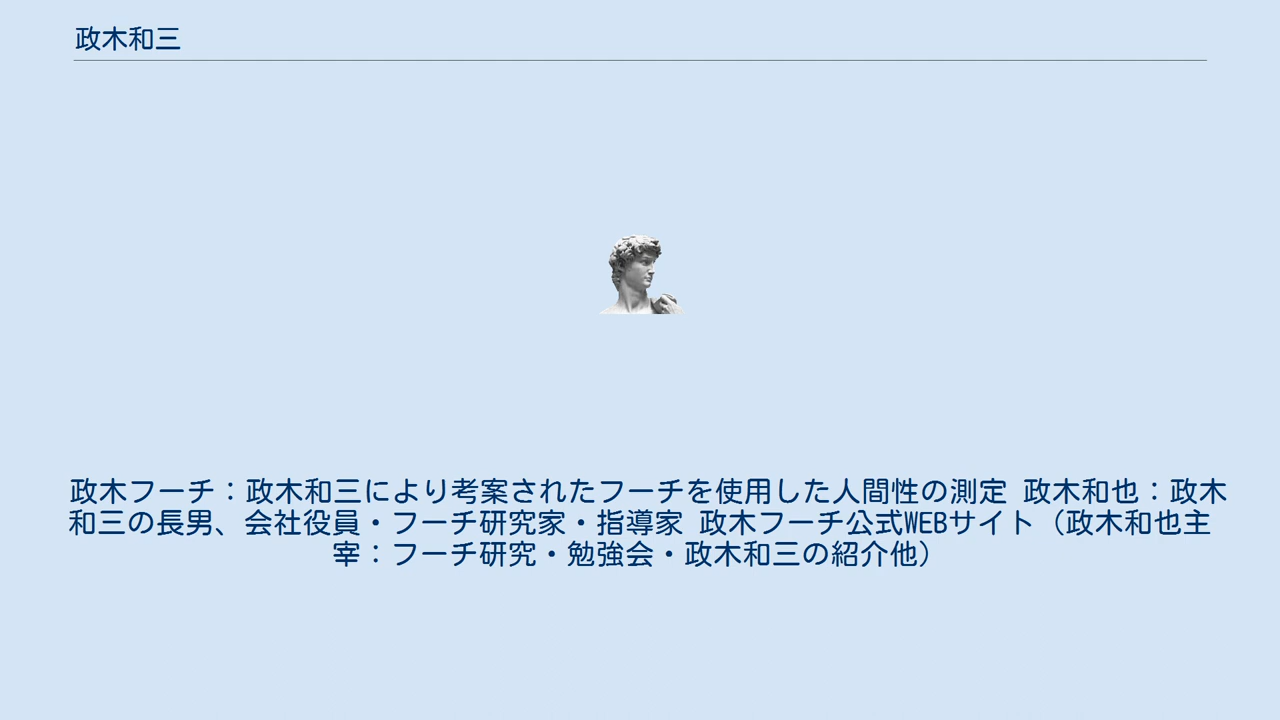 政木和三
政木フーチ：政木和三により考案されたフーチを使用した人間性の測定 政木和也：政木
和三の長男、会社役員・フーチ研究家・指導家 政木フーチ公式WEBサイト（政木和也主
宰：フーチ研究・勉強会・政木和三の紹介他）